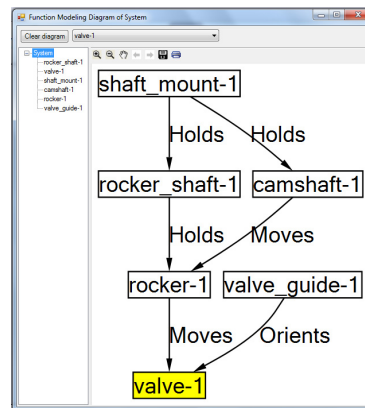 Function Modeling Diagram of System
Clear diagram valve-1
System
rocker_shaft-1
valve-1
shaft_mount-1
camshaft-1
rocker-1
valve_guide-1
shaft_mount-1
Holds Holds
rocker_shaft-1 camshaft-1
Holds Moves
rocker-1 valve_guide-1
Moves Orients
valve-1